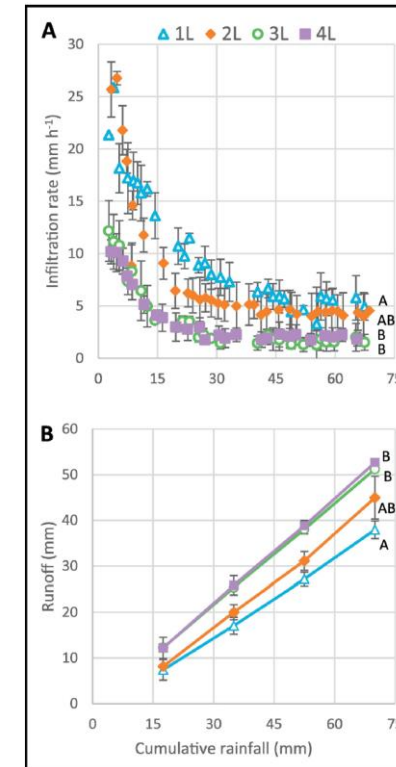 A
1L 2L 3L 4L
30
25
20
15
10
5
0
Infiltration rate (mm h⁻¹)
A
AB
B
B
0 15 30 45 60 75
B
60
50
40
30
20
10
0
Runoff (mm)
B
B
AB
A
0 15 30 45 60 75
Cumulative rainfall (mm)